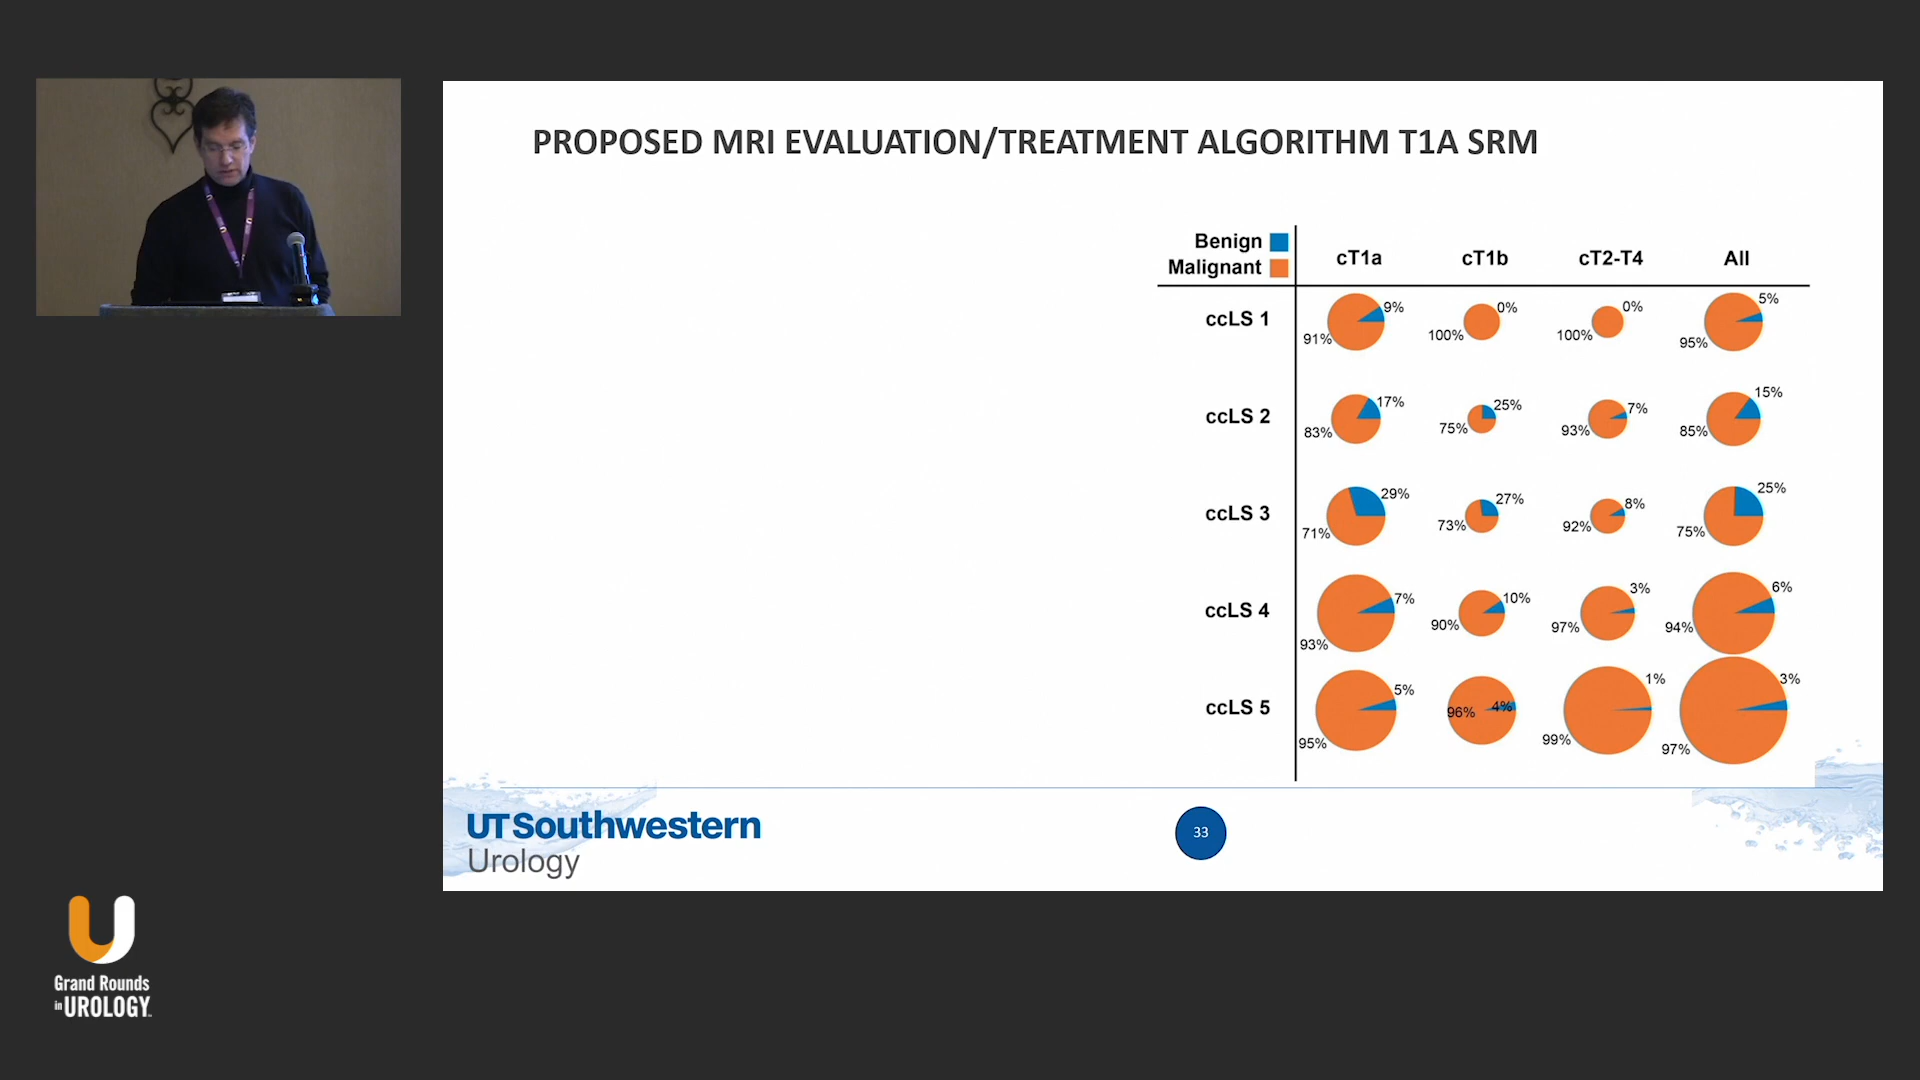 PROPOSED MRI EVALUATION/TREATMENT ALGORITHM T1A SRM
Benign
Malignant
cT1a cT1b cT2-T4 All
ccLS 1
9% 91% 0% 100% 0% 100% 5% 95%
ccLS 2
17% 83% 25% 75% 7% 93% 15% 85%
ccLS 3
29% 71% 27% 73% 8% 92% 25% 75%
ccLS 4
7% 93% 10% 90% 3% 97% 6% 94%
ccLS 5
5% 95% 4% 96% 1% 99% 3% 97%
UTSouthwestern
Urology
33
Grand Rounds
in UROLOGY